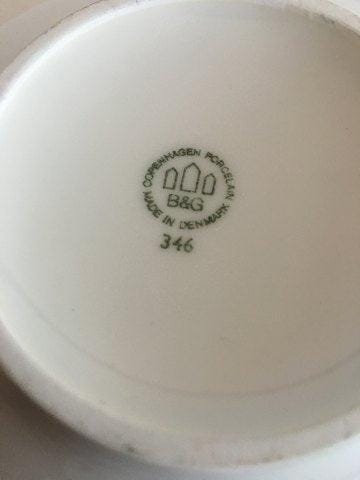 COPENHAGEN PORCELAIN
B&G
MADE IN DENMARK
346